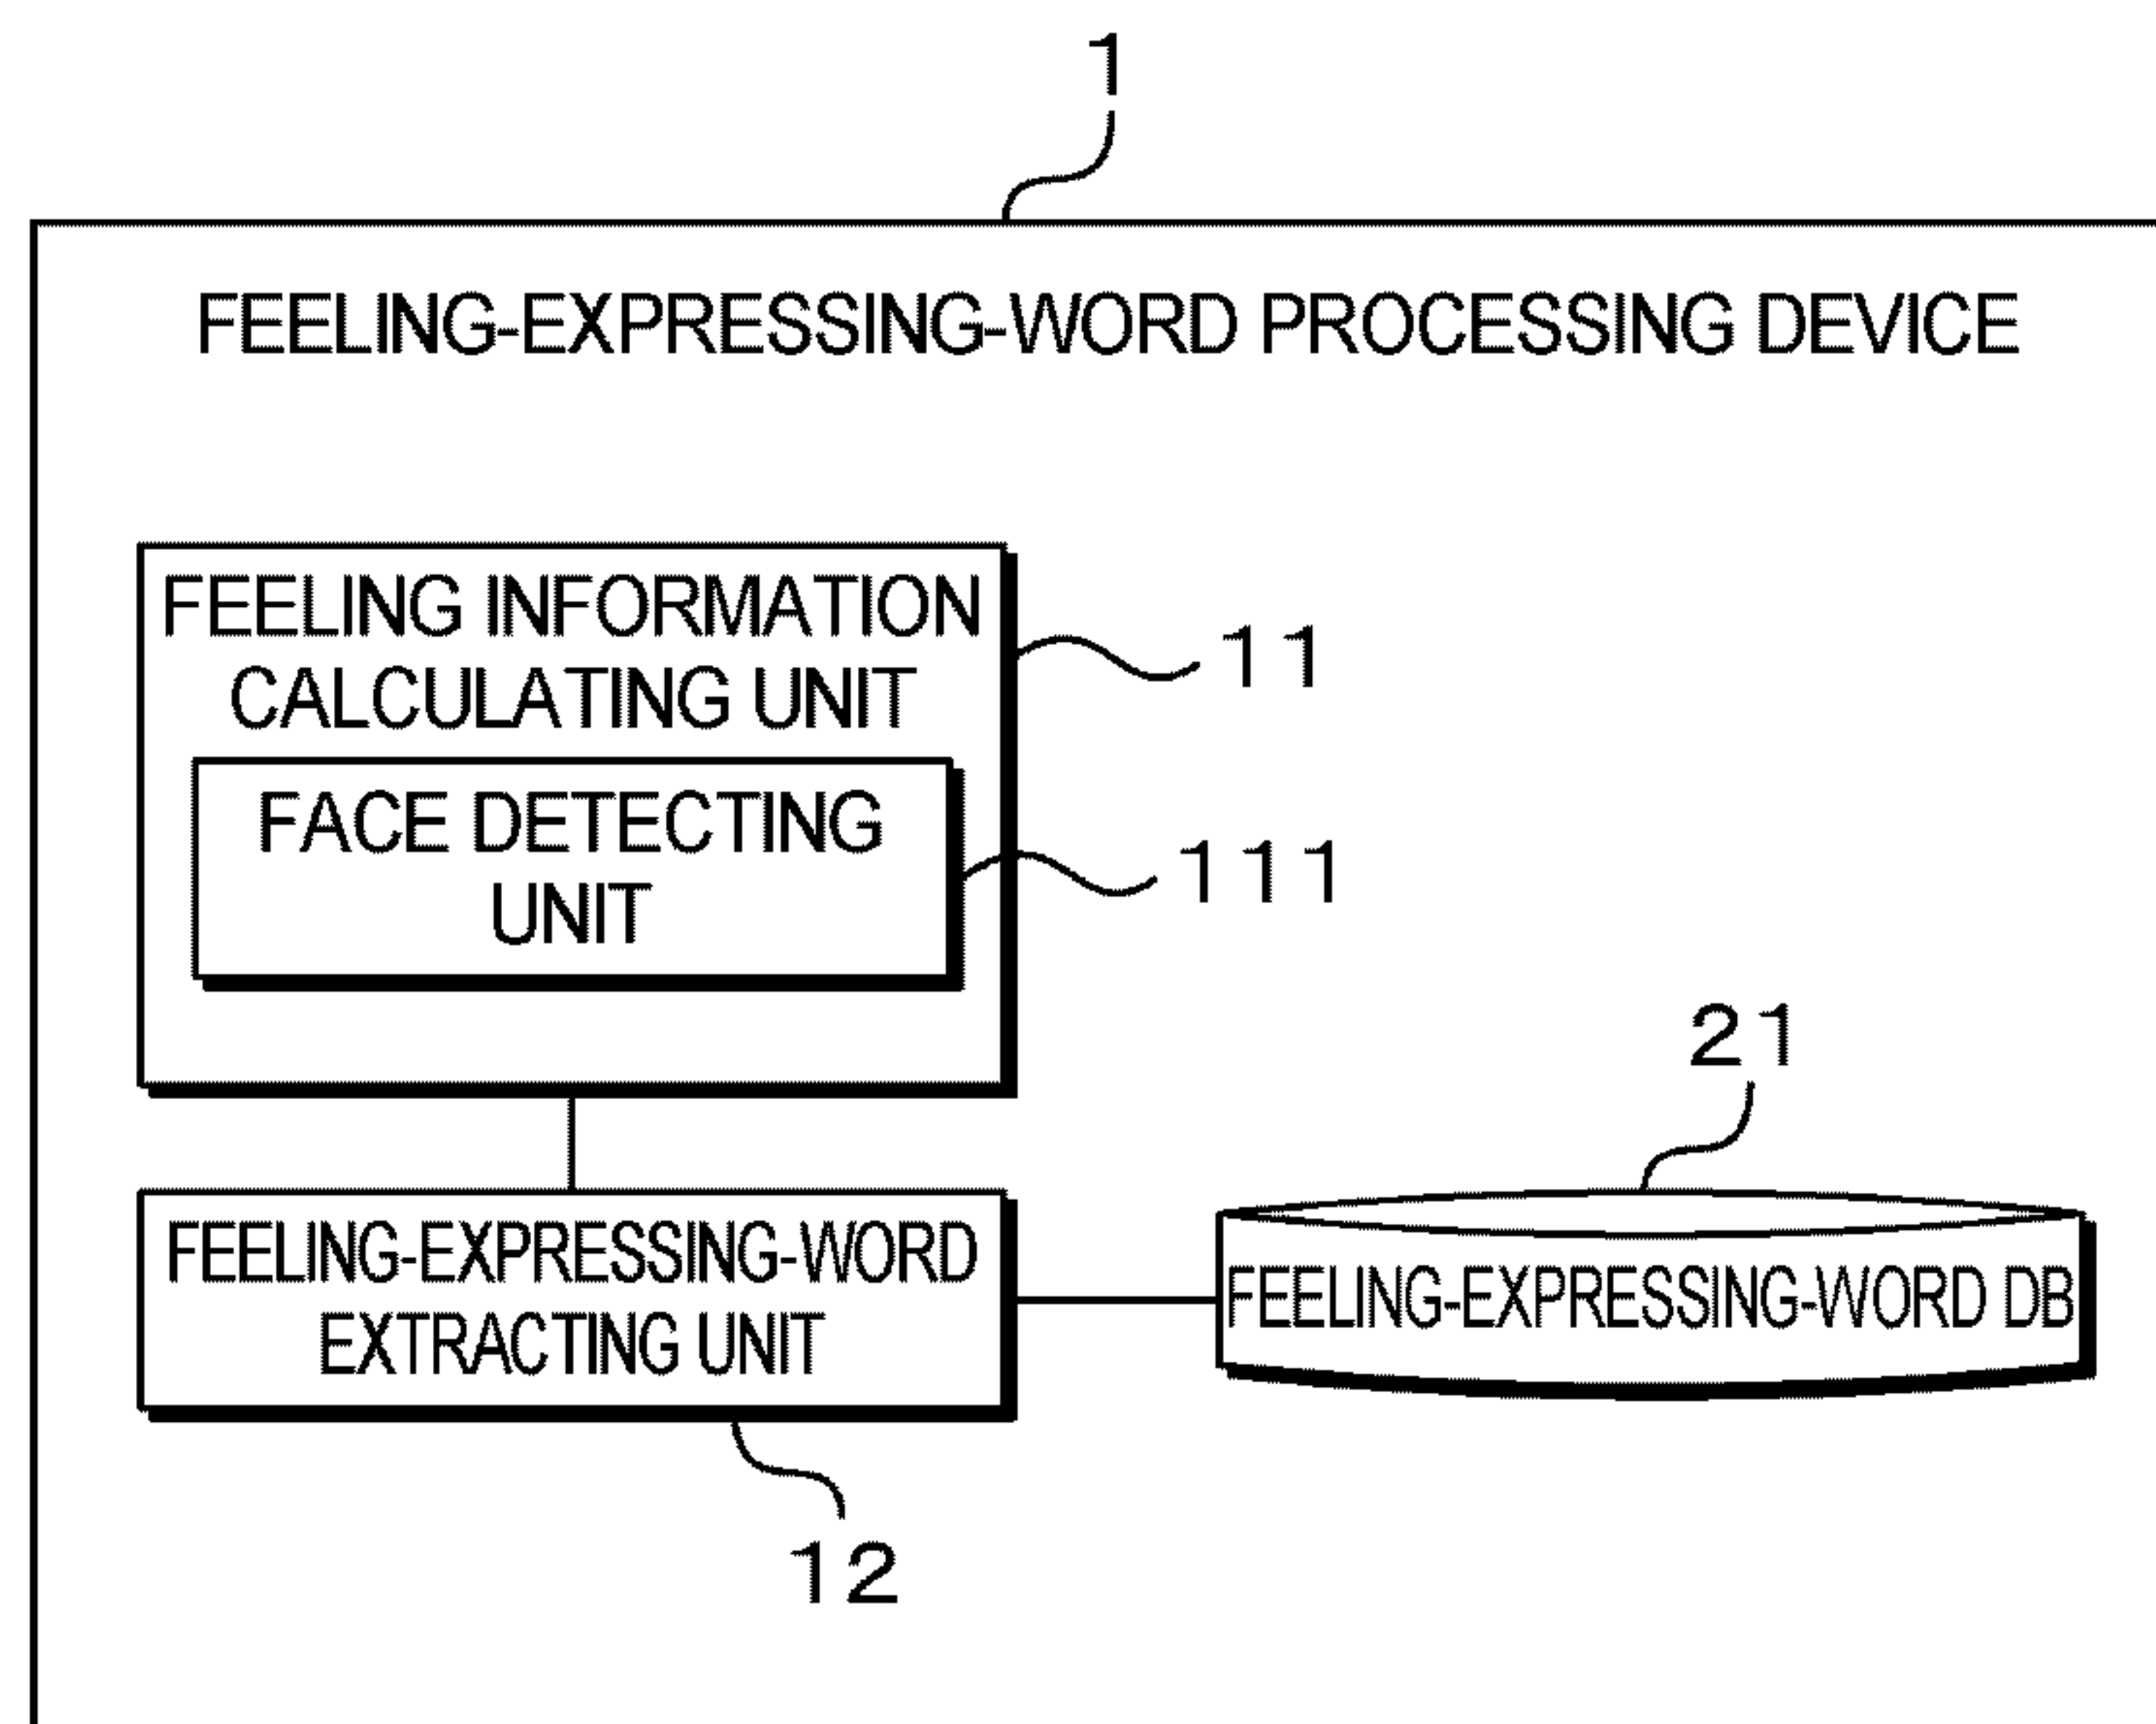 1
FEELING-EXPRESSING-WORD PROCESSING DEVICE
FEELING INFORMATION
CALCULATING UNIT
11
FACE DETECTING
UNIT
111
21
FEELING-EXPRESSING-WORD
EXTRACTING UNIT
FEELING-EXPRESSING-WORD DB
12